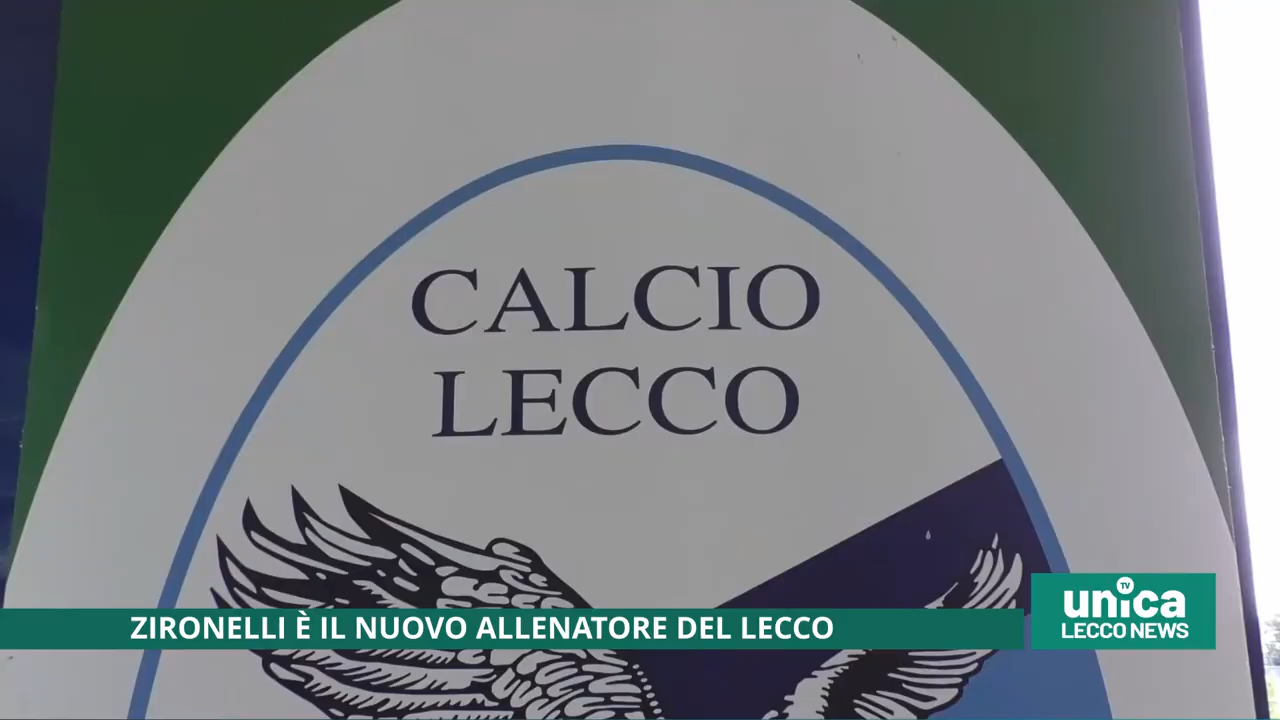 CALCIO
LECCO
ZIRONELLI È IL NUOVO ALLENATORE DEL LECCO
TV
unica
LECCO NEWS